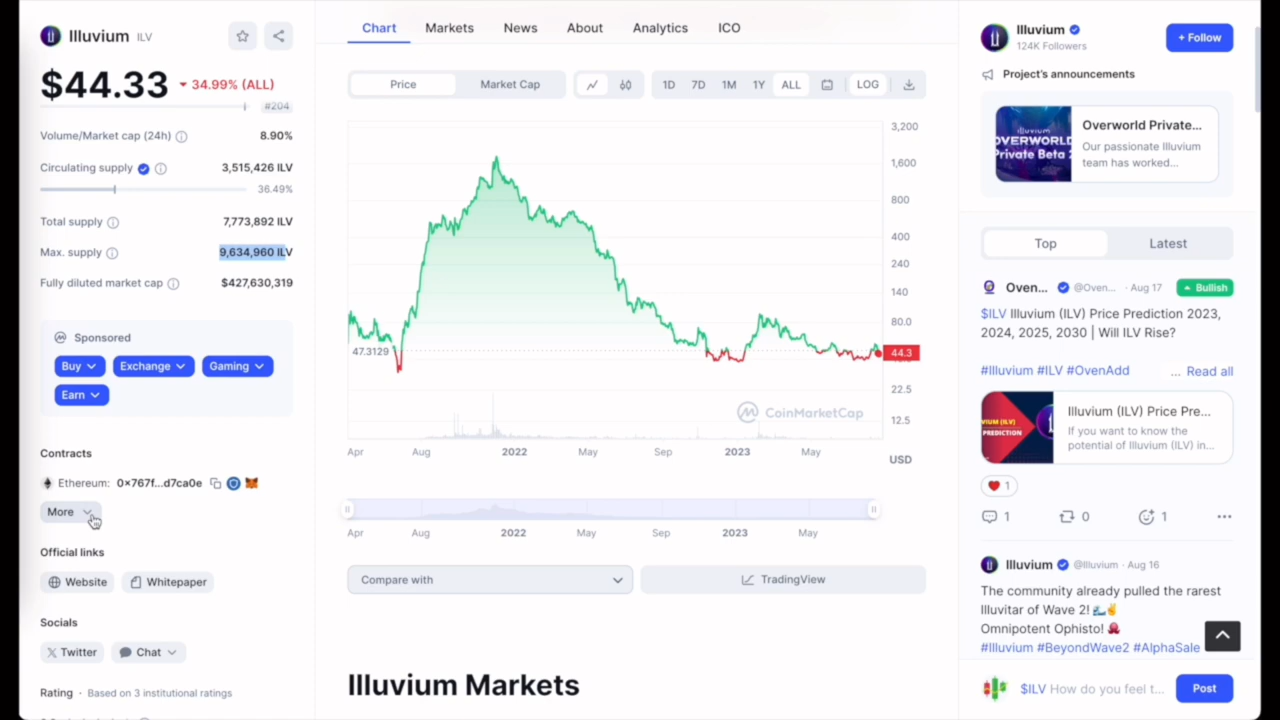 Illuvium ILV
$44.33 34.99% (ALL)
#204
Volume/Market cap (24h) 8.90%
Circulating supply 3,515,426 ILV
36.49%
Total supply 7,773,892 ILV
Max. supply 9,634,960 ILV
Fully diluted market cap $427,630,319
Sponsored
Buy Exchange Gaming
Earn
Contracts
Ethereum: 0x767f...d7ca0e
More
Official links
Website Whitepaper
Socials
Twitter Chat
Rating · Based on 3 institutional ratings
Chart Markets News About Analytics ICO
Price Market Cap 1D 7D 1M 1Y ALL LOG
3,200
1,600
800
400
240
140
80.0
47.3129
44.3
22.5
12.5
CoinMarketCap
Apr Aug 2022 May Sep 2023 May
USD
Apr Aug 2022 May Sep 2023 May
Compare with TradingView
Illuvium Markets
Illuvium
124K Followers
+ Follow
Project's announcements
ıllııvıum
OVERWORLD
Private Beta 2
Overworld Private...
Our passionate Illuvium
team has worked...
Top Latest
Oven... @Oven... · Aug 17 Bullish
$ILV Illuvium (ILV) Price Prediction 2023,
2024, 2025, 2030 | Will ILV Rise?
#Illuvium #ILV #OvenAdd ... Read all
VIUM (ILV)
PREDICTION
Illuvium (ILV) Price Pre...
If you want to know the
potential of Illuvium (ILV) in...
1
1 0 1
Illuvium @Illuvium · Aug 16
The community already pulled the rarest
Illuvitar of Wave 2! 🌊✌️
Omnipotent Ophisto! 🐙
#Illuvium #BeyondWave2 #AlphaSale
$ILV How do you feel t... Post